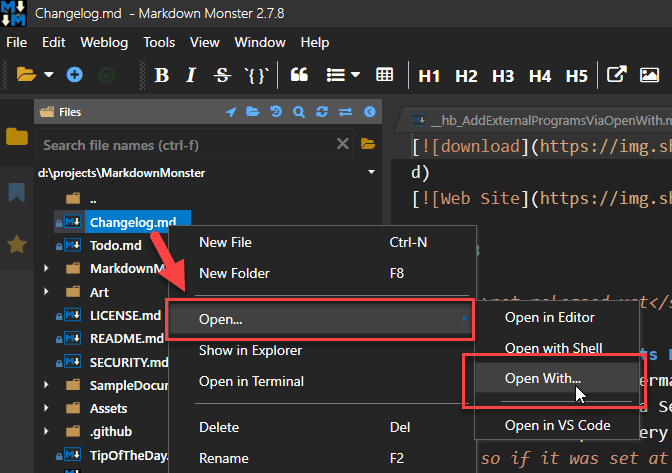 Changelog.md - Markdown Monster 2.7.8
File Edit Weblog Tools View Window Help
B I S `{}` “ H1 H2 H3 H4 H5
Files
__hb_AddExternalProgramsViaOpenWith.m
Search file names (ctrl-f)
[![download](https://img.sh
d:\projects\MarkdownMonster
d)
..
[![Web Site](https://img.sh
Changelog.md
Todo.md
New File Ctrl-N
MarkdownM
New Folder F8
Art
LICENSE.md
Open...
Open in Editor
README.md
Show in Explorer
Open with Shell
SECURITY.md
Open in Terminal
Open With...
SampleDocum
Assets
Delete Del
Open in VS Code
.github
TipOfTheDay.
Rename F2
so if it was set at